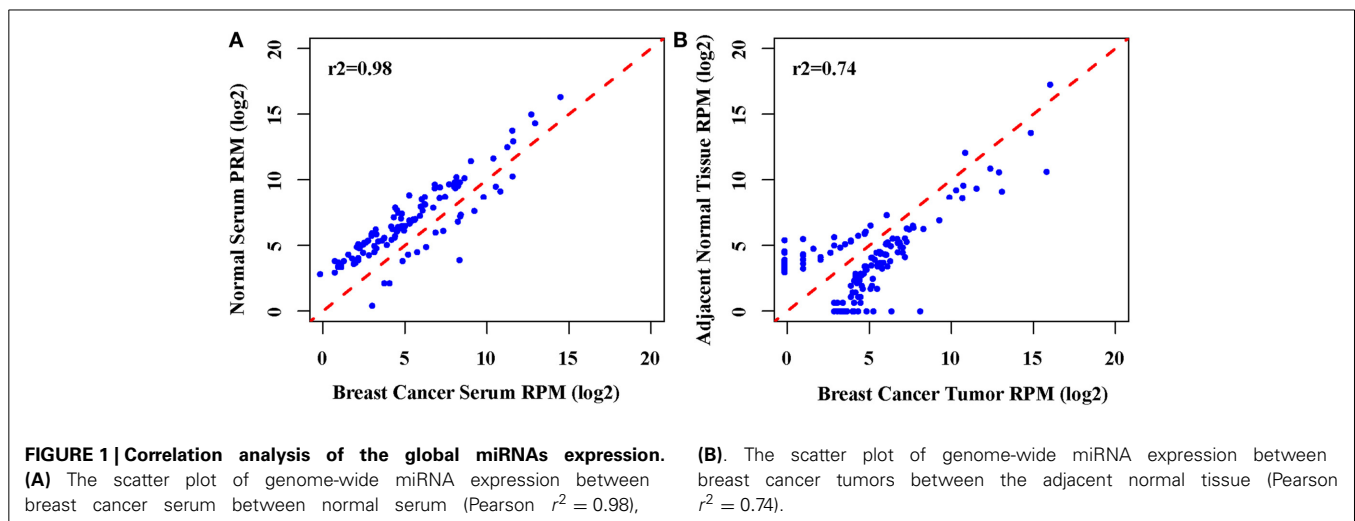 A
r2=0.98
Normal Serum PRM (log2)
20
15
10
5
0
0 5 10 15 20
Breast Cancer Serum RPM (log2)
B
r2=0.74
Adjacent Normal Tissue RPM (log2)
20
15
10
5
0
0 5 10 15 20
Breast Cancer Tumor RPM (log2)
FIGURE 1 | Correlation analysis of the global miRNAs expression.
(A) The scatter plot of genome-wide miRNA expression between
breast cancer serum between normal serum (Pearson r² = 0.98),
(B). The scatter plot of genome-wide miRNA expression between
breast cancer tumors between the adjacent normal tissue (Pearson
r² = 0.74).